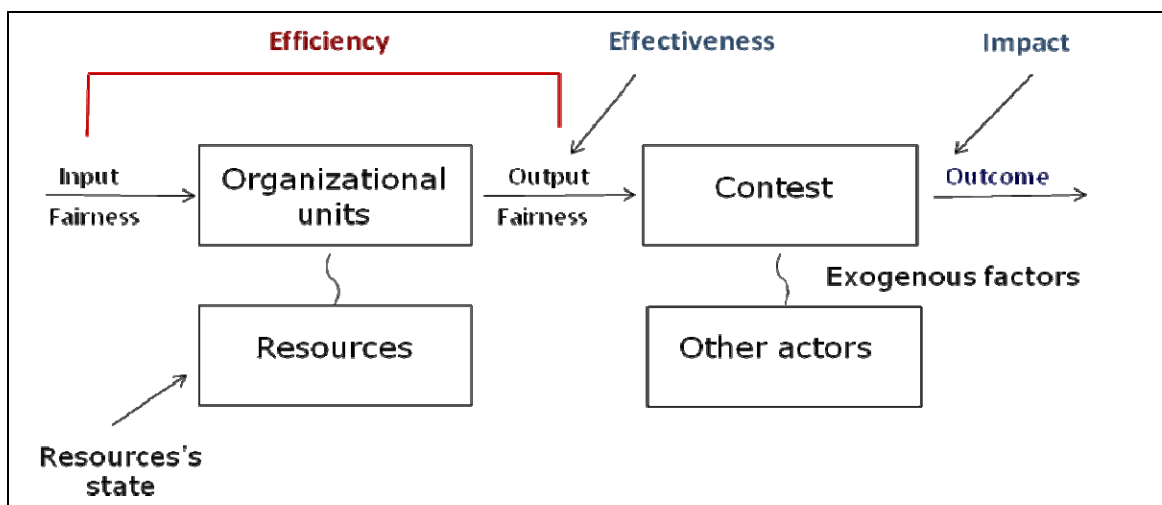 Efficiency
Effectiveness
Impact
Input
Fairness
Organizational
units
Output
Fairness
Contest
Outcome
Exogenous factors
Resources
Other actors
Resources's
state